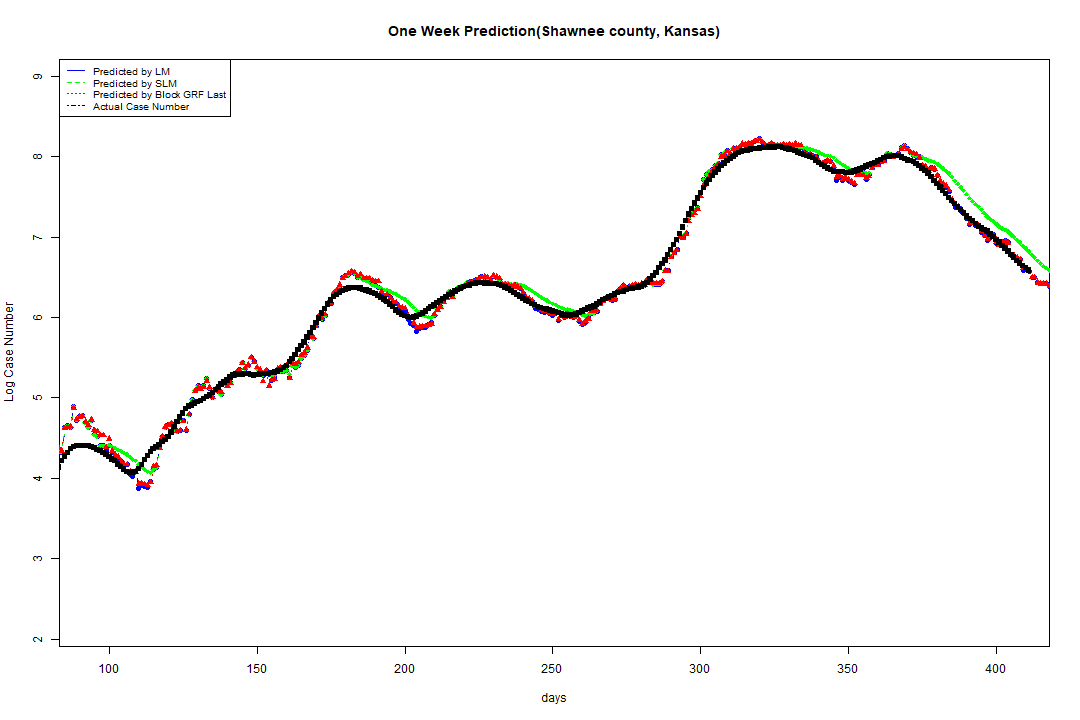 One Week Prediction(Shawnee county, Kansas)
Predicted by LM
Predicted by SLM
Predicted by Block GRF Last
Actual Case Number
9
8
7
6
5
4
3
2
Log Case Number
100 150 200 250 300 350 400
days